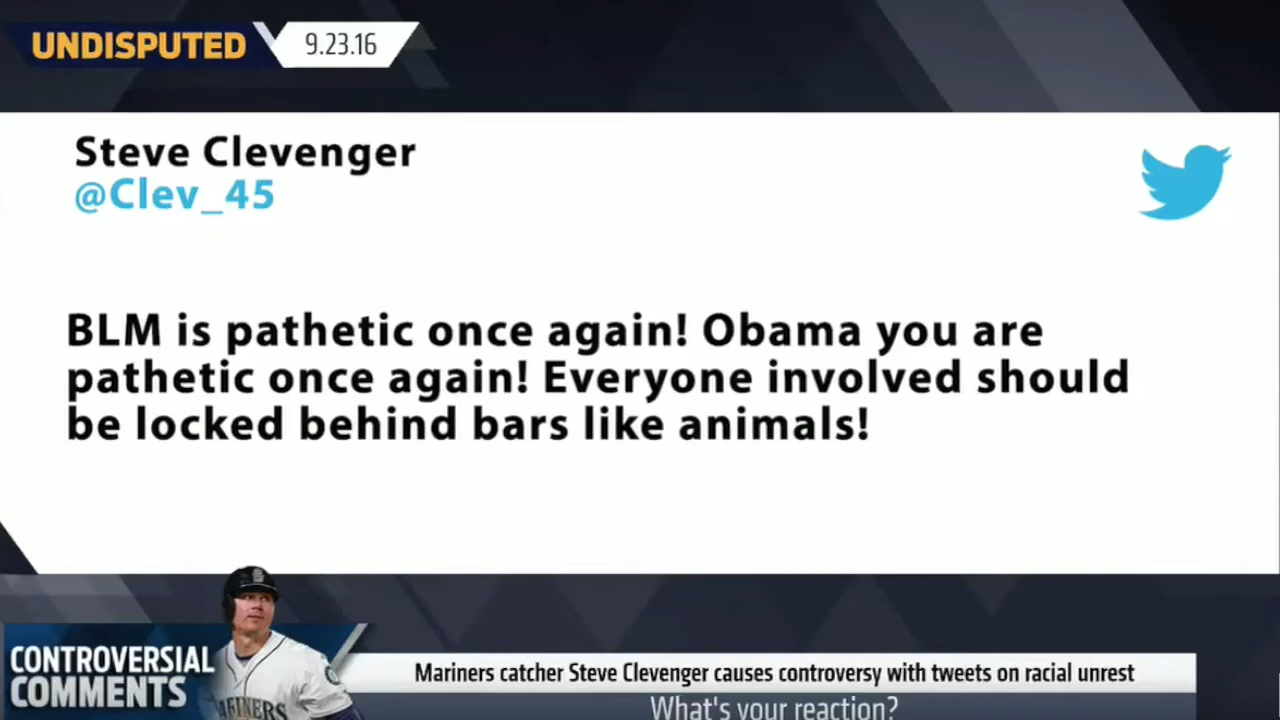 UNDISPUTED
9.23.16
Steve Clevenger
@Clev_45
BLM is pathetic once again! Obama you are
pathetic once again! Everyone involved should
be locked behind bars like animals!
CONTROVERSIAL
COMMENTS
MARINERS
Mariners catcher Steve Clevenger causes controversy with tweets on racial unrest
What's your reaction?